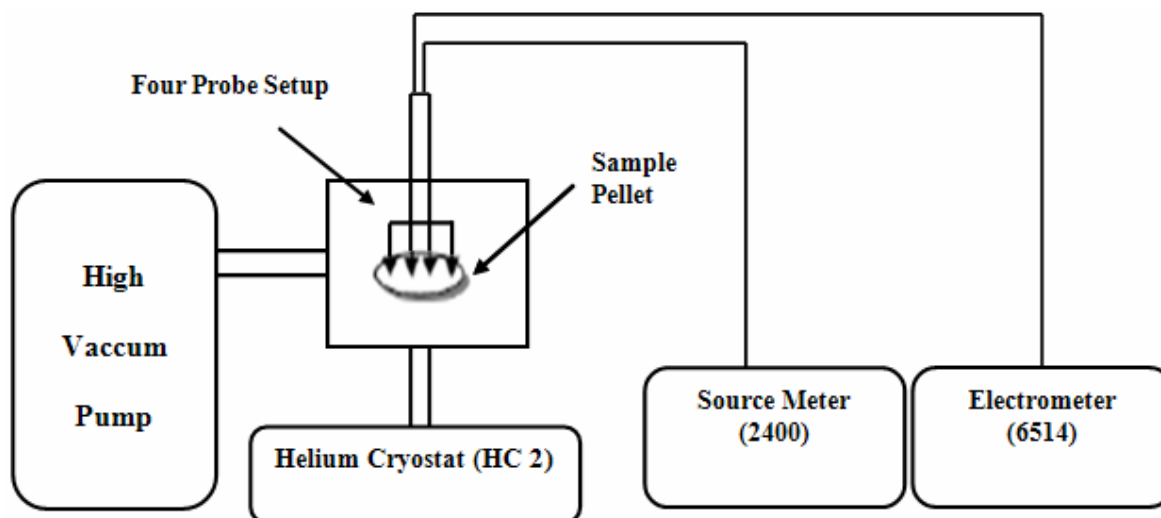 Four Probe Setup
Sample
Pellet
High
Vaccum
Pump
Source Meter
(2400)
Electrometer
(6514)
Helium Cryostat (HC 2)